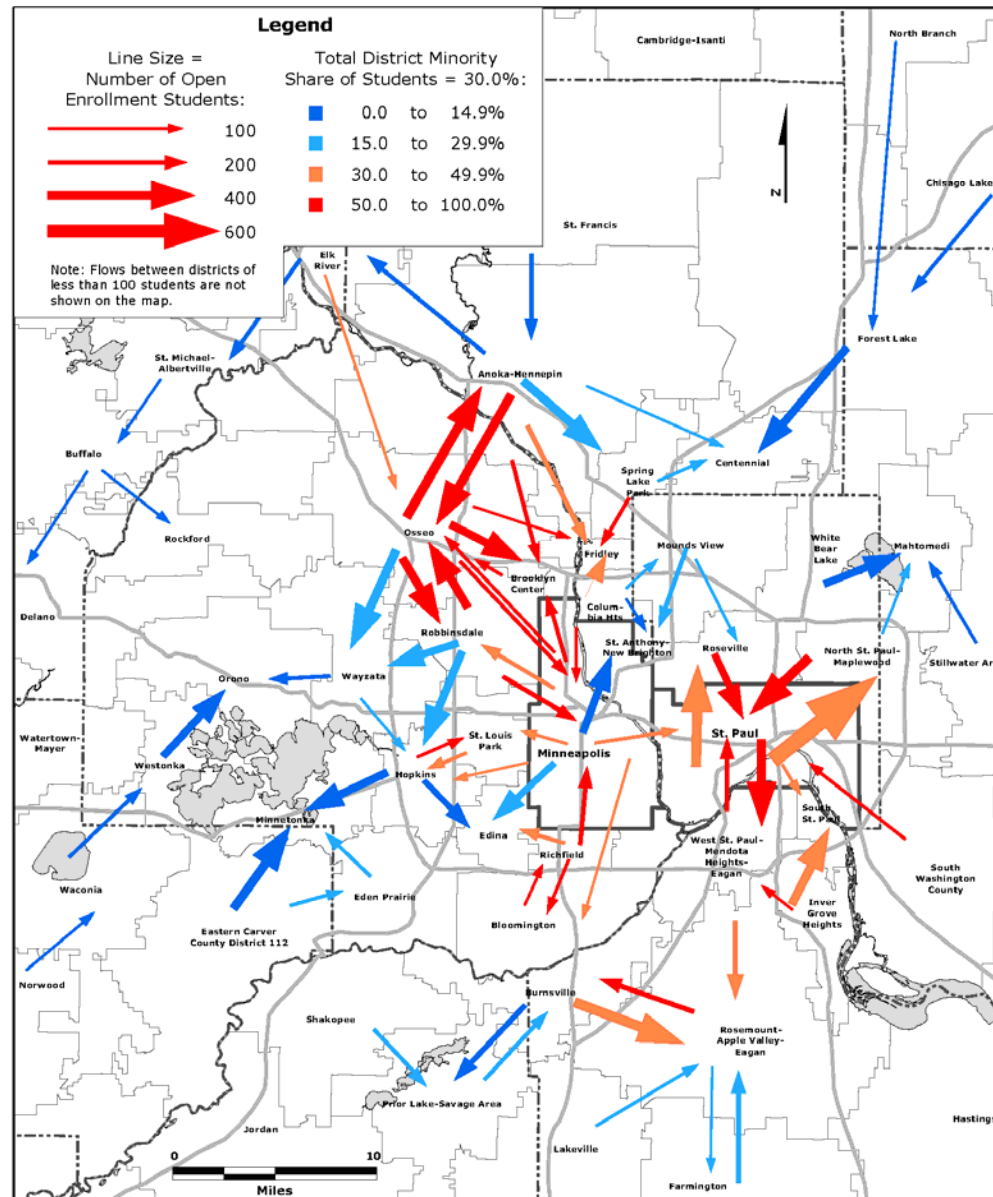 Legend
Line Size =
Number of Open
Enrollment Students:
100
200
400
600
Note: Flows between districts of
less than 100 students are not
shown on the map.
Total District Minority
Share of Students = 30.0%:
0.0 to 14.9%
15.0 to 29.9%
30.0 to 49.9%
50.0 to 100.0%
Cambridge-Isanti
North Branch
N
Chisago Lake
St. Francis
Elk
River
Forest Lake
St. Michael-
Albertville
Anoka-Hennepin
Buffalo
Spring
Lake
Park
Centennial
Rockford
Osseo
Fridley
Mounds View
White
Bear
Lake
Mahtomedi
Brooklyn
Center
Delano
Colum-
bia Hts
Robbinsdale
St. Anthony-
New Brighton
Roseville
North St. Paul-
Maplewood
Stillwater Ar
Orono
Wayzata
Watertown-
Mayer
St. Louis
Park
Minneapolis
St. Paul
Westonka
Hopkins
Minnetonka
Edina
South
St. Paul
Richfield
West St. Paul-
Mendota
Heights-
Eagan
South
Washington
County
Waconia
Eden Prairie
Bloomington
Inver
Grove
Heights
Eastern Carver
County District 112
Norwood
Burnsville
Shakopee
Rosemount-
Apple Valley-
Eagan
Prior Lake-Savage Area
Jordan
Lakeville
Hastings
0
10
Miles
Farmington